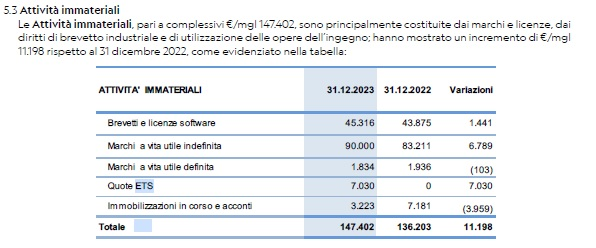 5.3 Attività immateriali
Le Attività immateriali, pari a complessivi €/mgl 147.402, sono principalmente costituite dai marchi e licenze, dai
diritti di brevetto industriale e di utilizzazione delle opere dell'ingegno; hanno mostrato un incremento di €/mgl
11.198 rispetto al 31 dicembre 2022, come evidenziato nella tabella:
ATTIVITA' IMMATERIALI 31.12.2023 31.12.2022 Variazioni
Brevetti e licenze software 45.316 43.875 1.441
Marchi a vita utile indefinita 90.000 83.211 6.789
Marchi a vita utile definita 1.834 1.936 (103)
Quote ETS 7.030 0 7.030
Immobilizzazioni in corso e acconti 3.223 7.181 (3.959)
Totale 147.402 136.203 11.198